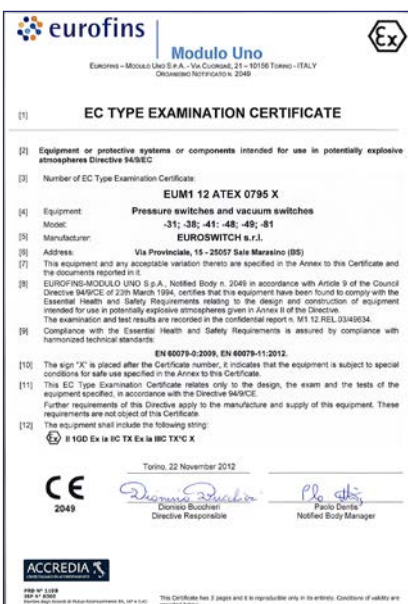 eurofins
Modulo Uno
EUROFINS – MODULO UNO S.P.A. - VIA CUORGNÉ, 21 – 10156 TORINO - ITALY
ORGANISMO NOTIFICATO N. 2049
Ex
[1] EC TYPE EXAMINATION CERTIFICATE
[2] Equipment or protective systems or components intended for use in potentially explosive
atmospheres Directive 94/9/EC
[3] Number of EC Type Examination Certificate:
EUM1 12 ATEX 0795 X
[4] Equipment: Pressure switches and vacuum switches
Model: -31; -38; -41; -48; -49; -81
[5] Manufacturer: EUROSWITCH s.r.l.
[6] Address: Via Provinciale, 15 - 25057 Sale Marasino (BS)
[7] This equipment and any acceptable variation thereto are specified in the Annex to this Certificate and
the documents reported in it.
[8] EUROFINS-MODULO UNO S.p.A., Notified Body n. 2049 in accordance with Article 9 of the Council
Directive 94/9/CE of 23th March 1994, certifies that this equipment have been found to comply with the
Essential Health and Safety Requirements relating to the design and construction of equipment
intended for use in potentially explosive atmospheres given in Annex II of the Directive.
The examination and test results are recorded in the confidential report n. M1.12.REL.03/49634.
[9] Compliance with the Essential Health and Safety Requirements is assured by compliance with
harmonized technical standards:
EN 60079-0:2009, EN 60079-11:2012.
[10] The sign "X" is placed after the Certificate number, it indicates that the equipment is subject to special
conditions for safe use specified in the Annex to this Certificate.
[11] This EC Type Examination Certificate relates only to the design, the exam and the tests of the
equipment specified, in accordance with the Directive 94/9/CE.
Further requirements of this Directive apply to the manufacture and supply of this equipment. These
requirements are not object of this Certificate.
[12] The equipment shall include the following string:
Ex II 1GD Ex ia IIC TX Ex ia IIIC TX°C X
Torino, 22 November 2012
CE
2049
Dionisio Bucchieri
Directive Responsible
Paolo Dentis
Notified Body Manager
ACCREDIA
PRD N° 110B
This Certificate has 3 pages and it is reproducible only in its entirety. Conditions of validity are